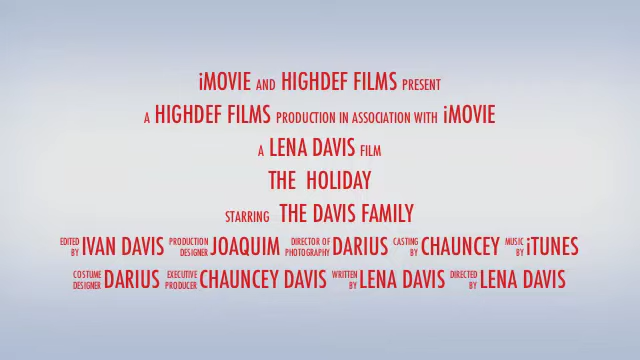 iMOVIE AND HIGHDEF FILMS PRESENT
A HIGHDEF FILMS PRODUCTION IN ASSOCIATION WITH iMOVIE
A LENA DAVIS FILM
THE HOLIDAY
STARRING THE DAVIS FAMILY
EDITED BY IVAN DAVIS PRODUCTION DESIGNER JOAQUIM DIRECTOR OF PHOTOGRAPHY DARIUS CASTING BY CHAUNCEY MUSIC BY iTUNES
COSTUME DESIGNER DARIUS EXECUTIVE PRODUCER CHAUNCEY DAVIS WRITTEN BY LENA DAVIS DIRECTED BY LENA DAVIS